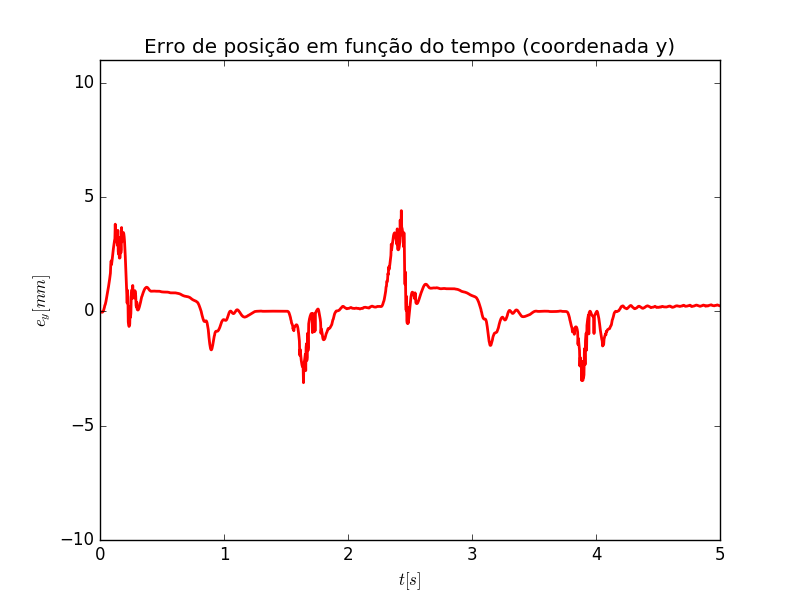 Erro de posição em função do tempo (coordenada y)
10
5
0
−5
−10
e_y[mm]
0 1 2 3 4 5
t[s]